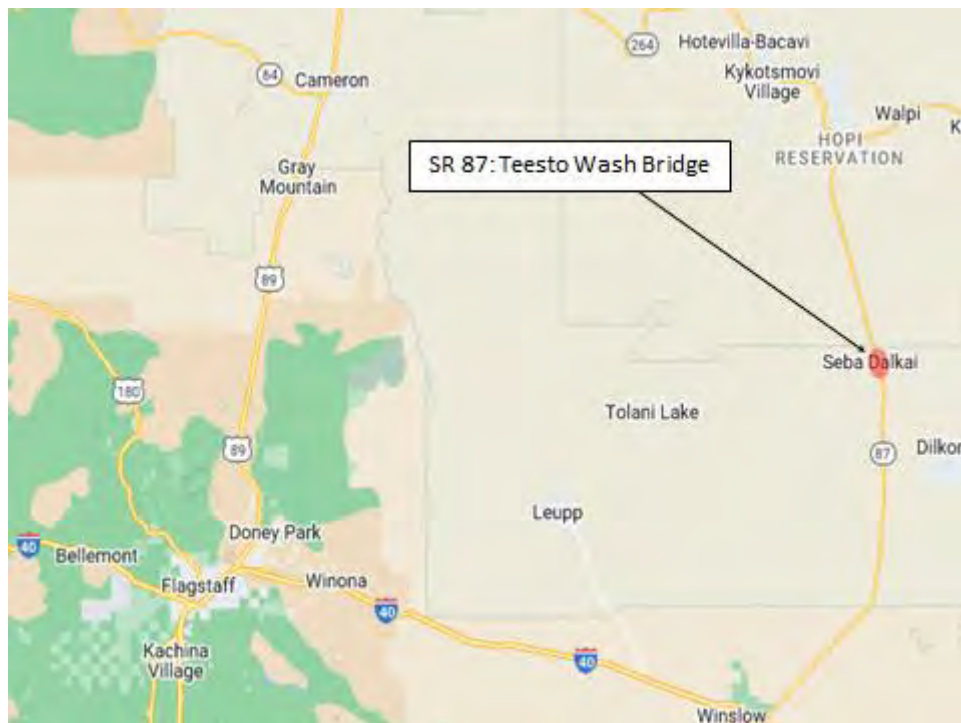 264
Hotevilla-Bacavi
64
Cameron
Kykotsmovi
Village
Walpi
K
HOPI
RESERVATION
SR 87: Teesto Wash Bridge
Gray
Mountain
89
Seba Dalkai
180
Tolani Lake
89
87
Dilkon
Leupp
Doney Park
40
Bellemont
Flagstaff
Winona
40
Kachina
Village
40
Winslow